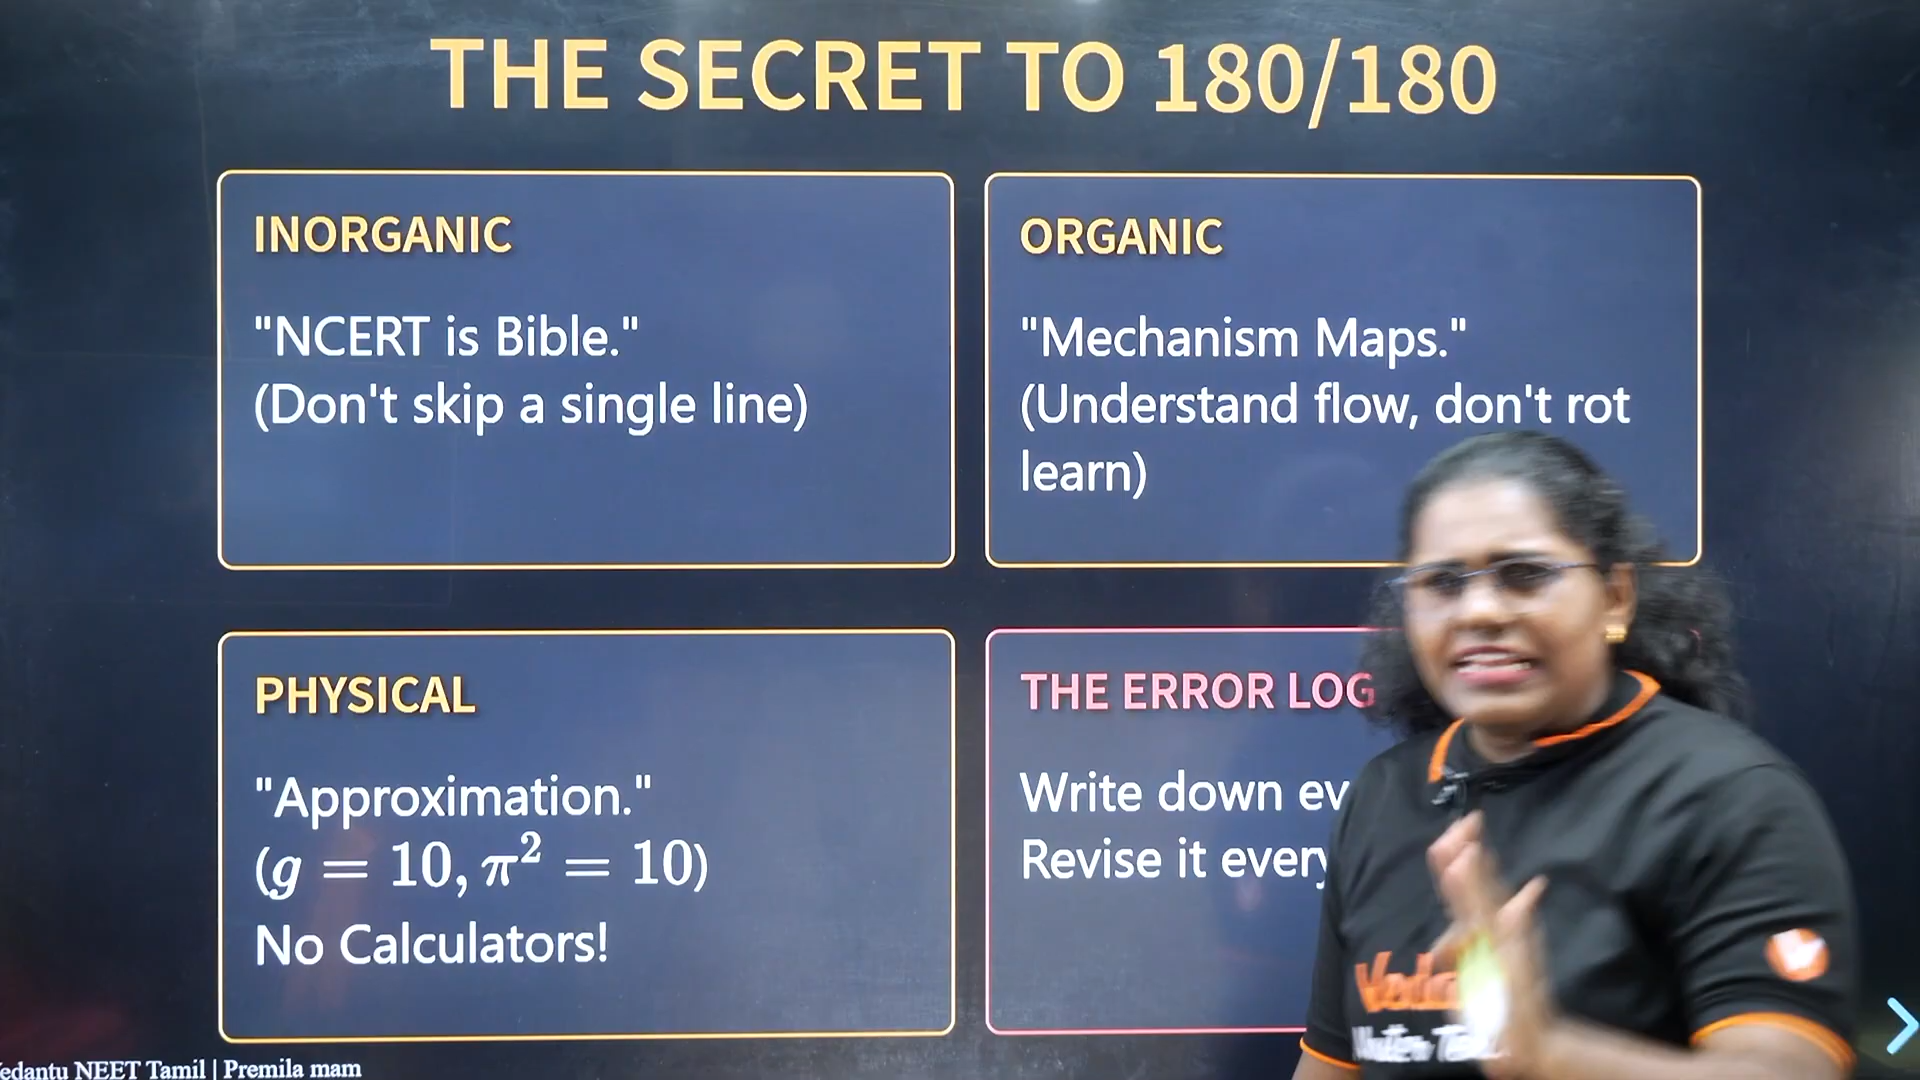 THE SECRET TO 180/180
INORGANIC
"NCERT is Bible."
(Don't skip a single line)
ORGANIC
"Mechanism Maps."
(Understand flow, don't rot
learn)
PHYSICAL
"Approximation."
(g = 10, π² = 10)
No Calculators!
THE ERROR LOG
Write down
Revise it every
edantu NEET Tamil | Premila mam